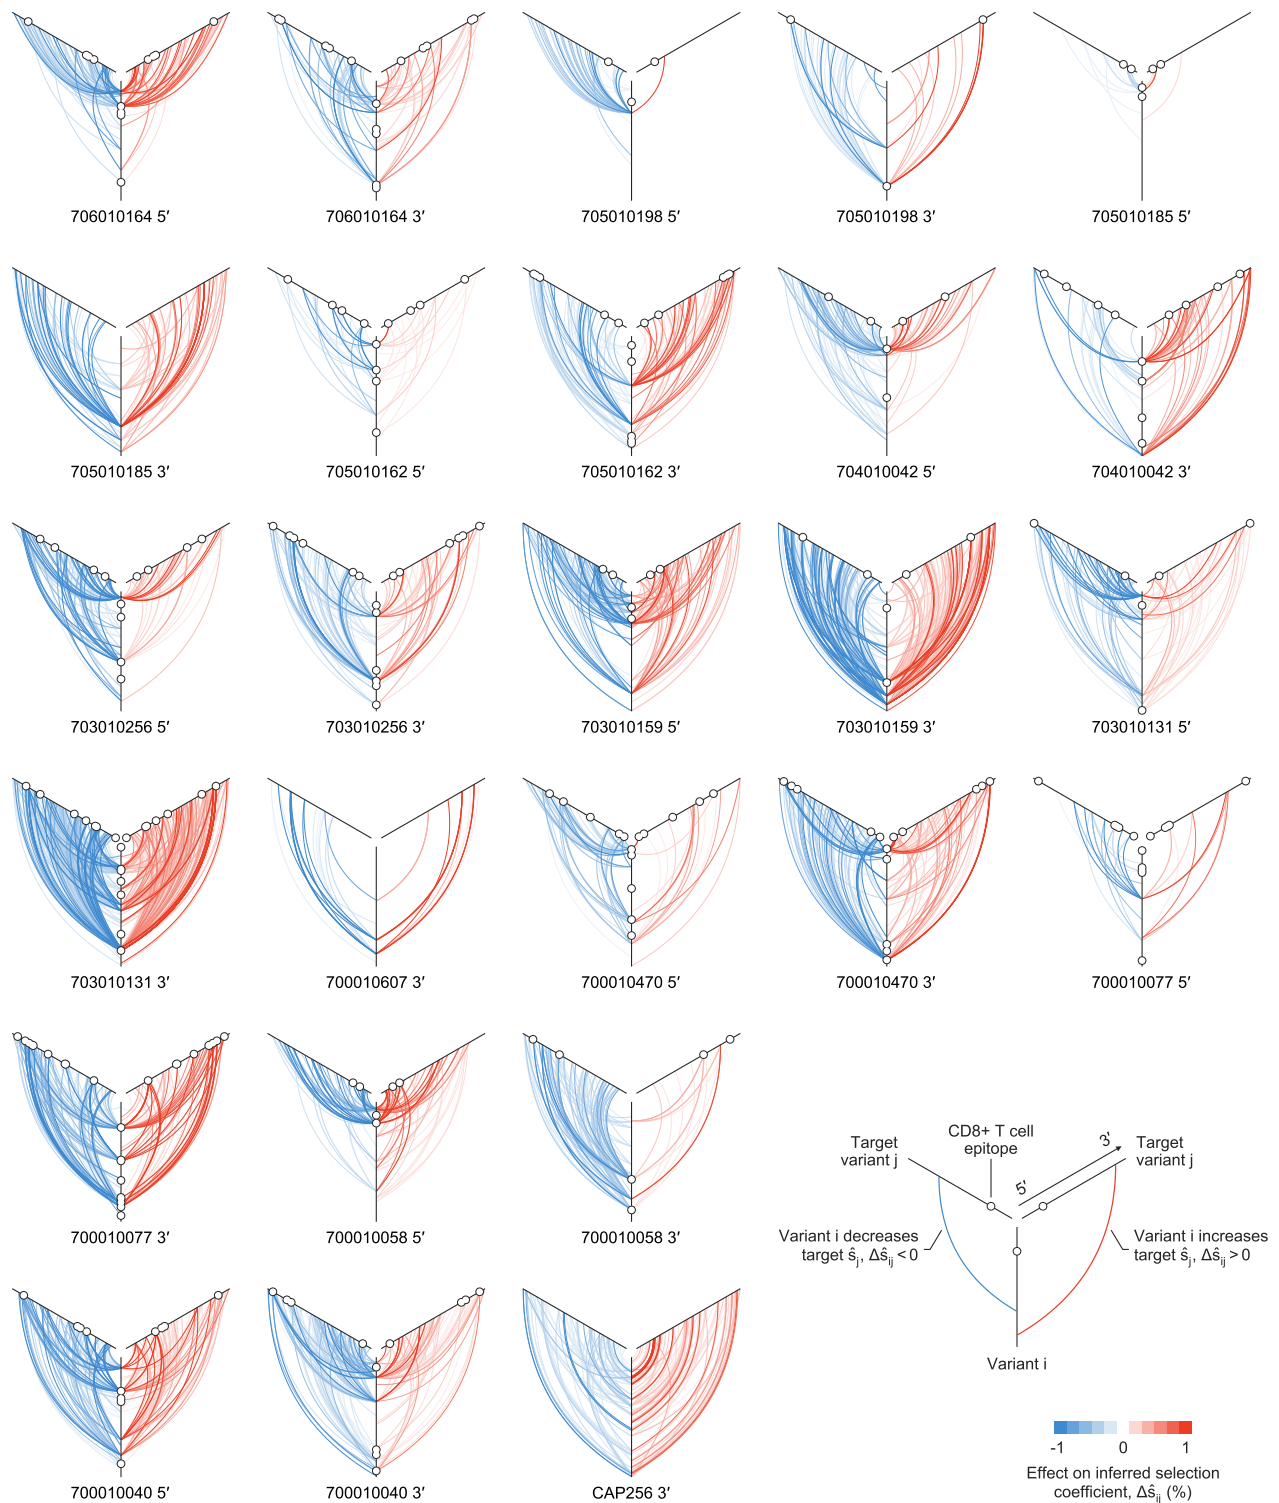 706010164 5′
706010164 3′
705010198 5′
705010198 3′
705010185 5′
705010185 3′
705010162 5′
705010162 3′
704010042 5′
704010042 3′
703010256 5′
703010256 3′
703010159 5′
703010159 3′
703010131 5′
703010131 3′
700010607 3′
700010470 5′
700010470 3′
700010077 5′
700010077 3′
700010058 5′
700010058 3′
Target
variant j
CD8+ T cell
epitope
5′
3′
Target
variant j
Variant i decreases
target ŝj, Δŝij < 0
Variant i increases
target ŝj, Δŝij > 0
Variant i
700010040 5′
700010040 3′
CAP256 3′
-1 0 1
Effect on inferred selection
coefficient, Δŝij (%)